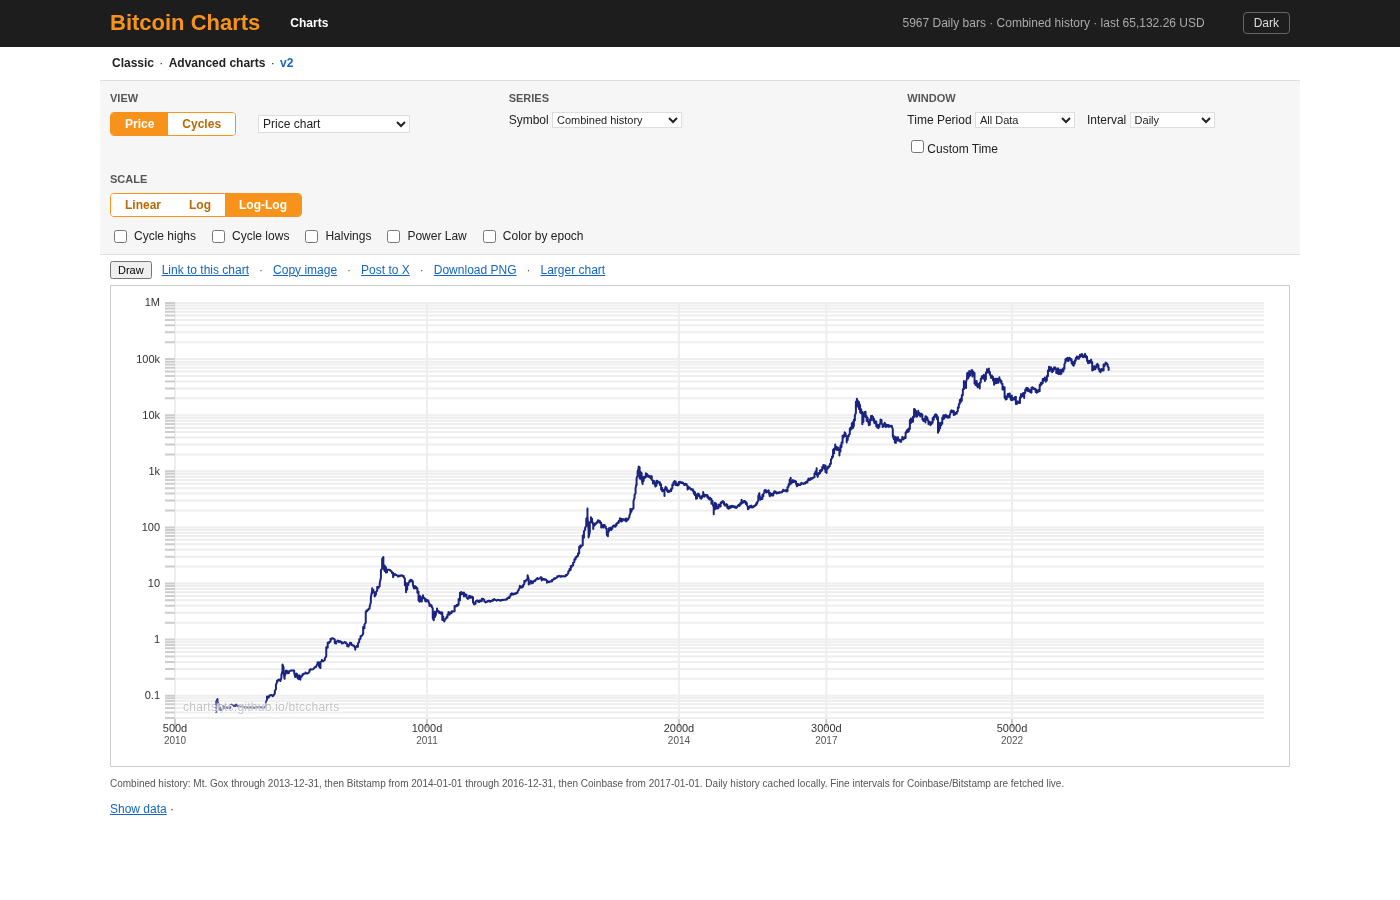 Bitcoin Charts Charts 5967 Daily bars · Combined history · last 65,132.26 USD Dark
Classic · Advanced charts · v2
VIEW
Price Cycles Price chart
SERIES
Symbol Combined history
WINDOW
Time Period All Data Interval Daily
Custom Time
SCALE
Linear Log Log-Log
Cycle highs Cycle lows Halvings Power Law Color by epoch
Draw Link to this chart · Copy image · Post to X · Download PNG · Larger chart
1M
100k
10k
1k
100
10
1
0.1
500d 1000d 2000d 3000d 5000d
2010 2011 2014 2017 2022
Combined history: Mt. Gox through 2013-12-31, then Bitstamp from 2014-01-01 through 2016-12-31, then Coinbase from 2017-01-01. Daily history cached locally. Fine intervals for Coinbase/Bitstamp are fetched live.
Show data ·